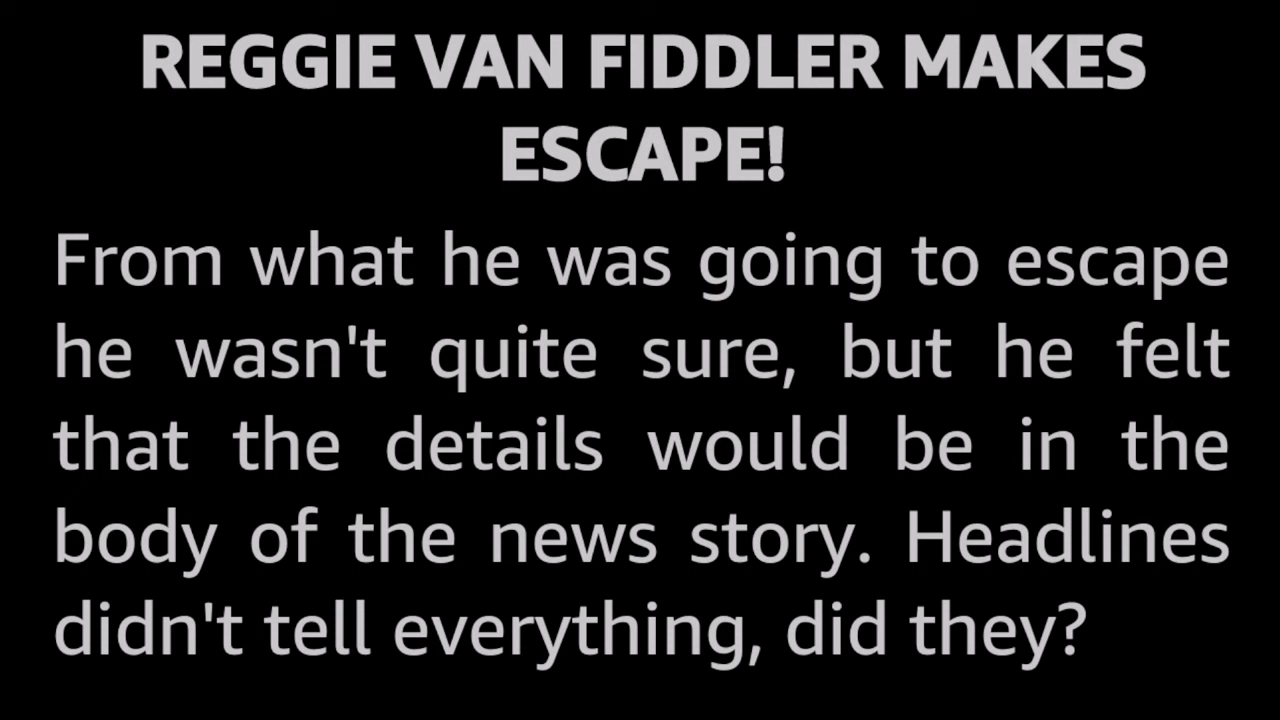 REGGIE VAN FIDDLER MAKES
ESCAPE!
From what he was going to escape
he wasn't quite sure, but he felt
that the details would be in the
body of the news story. Headlines
didn't tell everything, did they?